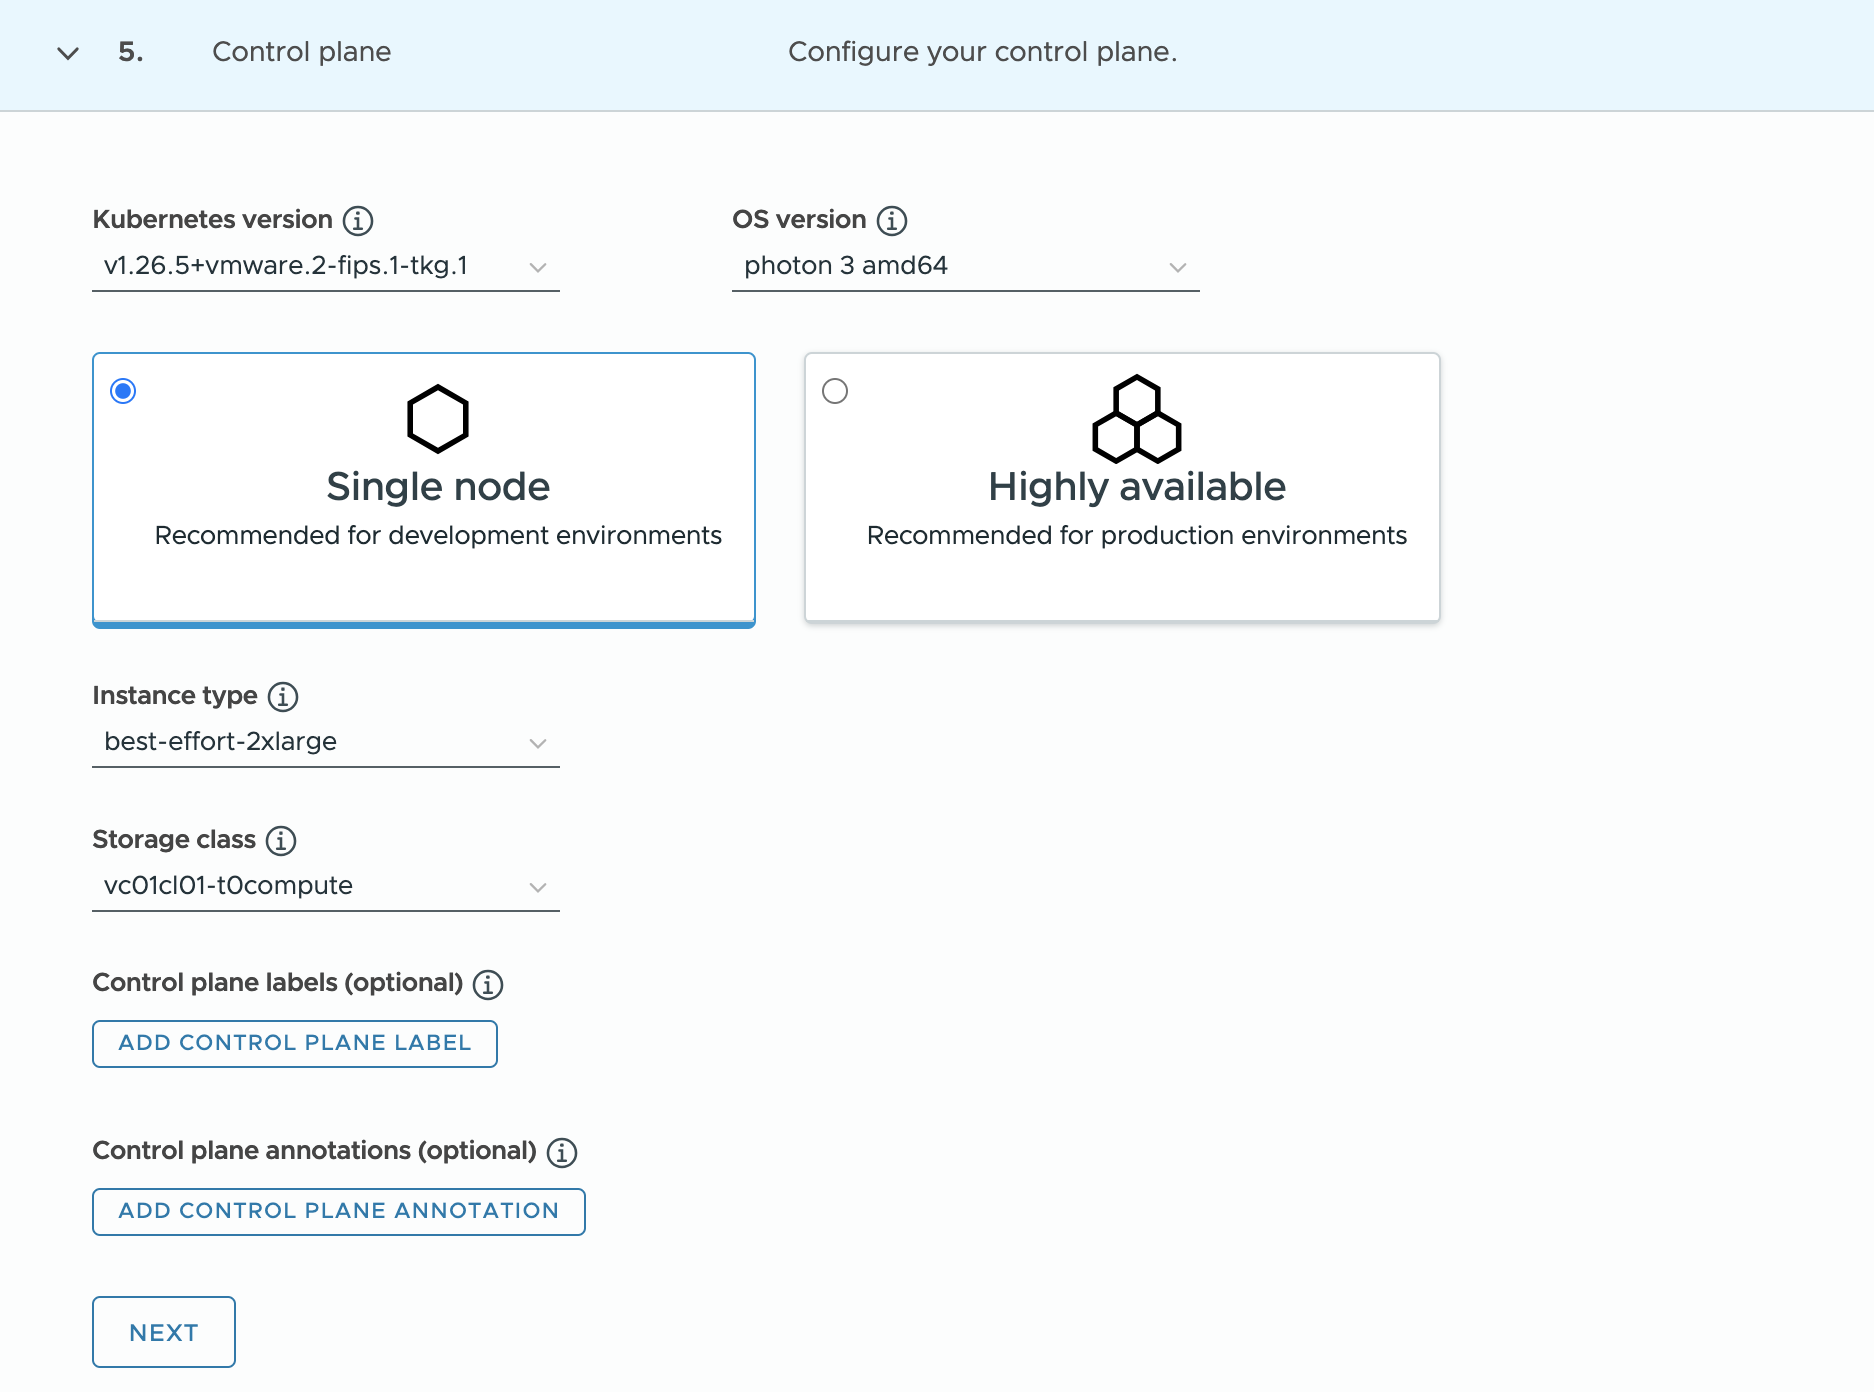 5. Control plane Configure your control plane.
Kubernetes version OS version
v1.26.5+vmware.2-fips.1-tkg.1 photon 3 amd64
Single node
Recommended for development environments
Highly available
Recommended for production environments
Instance type
best-effort-2xlarge
Storage class
vc01cl01-t0compute
Control plane labels (optional)
ADD CONTROL PLANE LABEL
Control plane annotations (optional)
ADD CONTROL PLANE ANNOTATION
NEXT